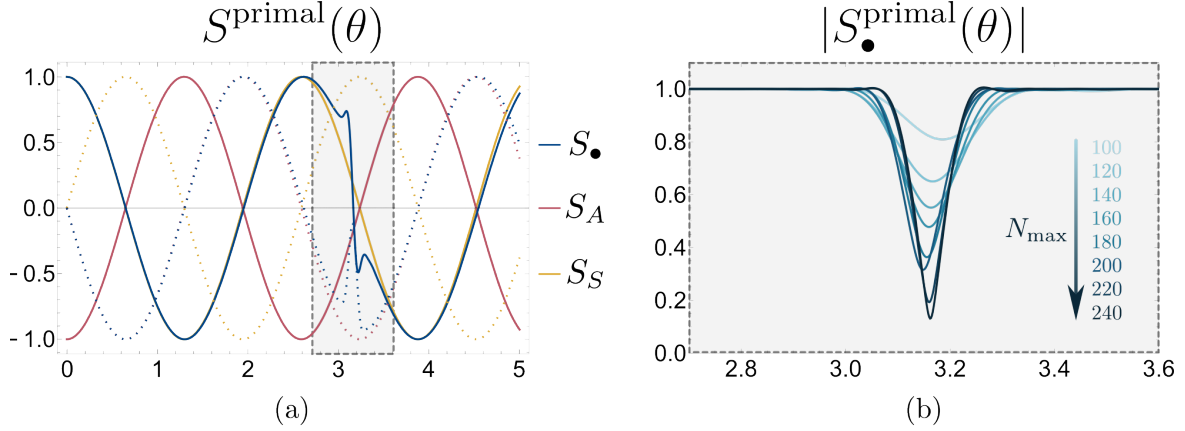 S^primal(θ)
1.0
0.5
0.0
-0.5
-1.0
0 1 2 3 4 5
S_•
S_A
S_S
(a)
|S_•^primal(θ)|
1.0
0.8
0.6
0.4
0.2
0.0
2.8 3.0 3.2 3.4 3.6
N_max
100
120
140
160
180
200
220
240
(b)